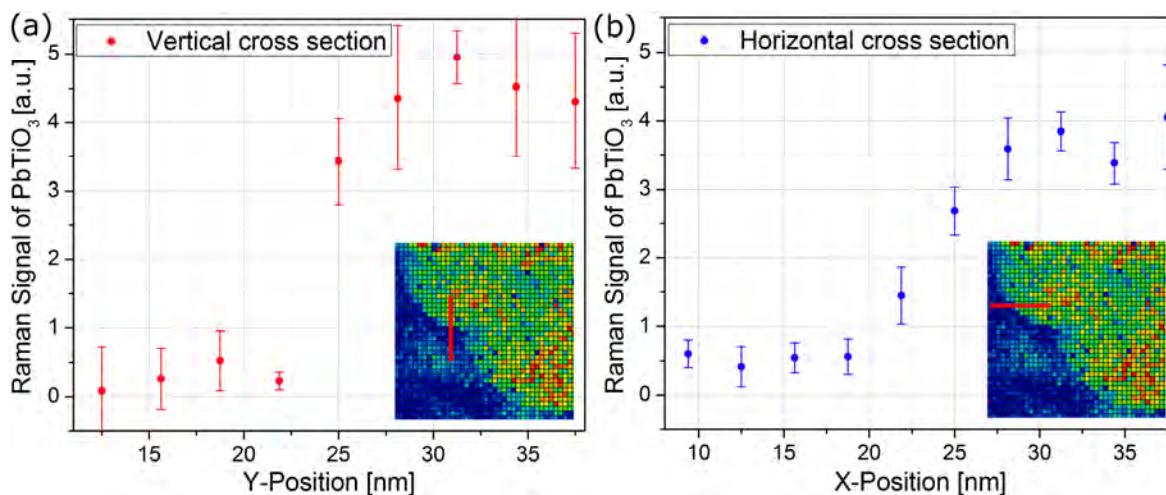 (a)
Vertical cross section
Raman Signal of PbTiO3 [a.u.]
5
4
3
2
1
0
15 20 25 30 35
Y-Position [nm]
(b)
Horizontal cross section
Raman Signal of PbTiO3 [a.u.]
5
4
3
2
1
0
10 15 20 25 30 35
X-Position [nm]